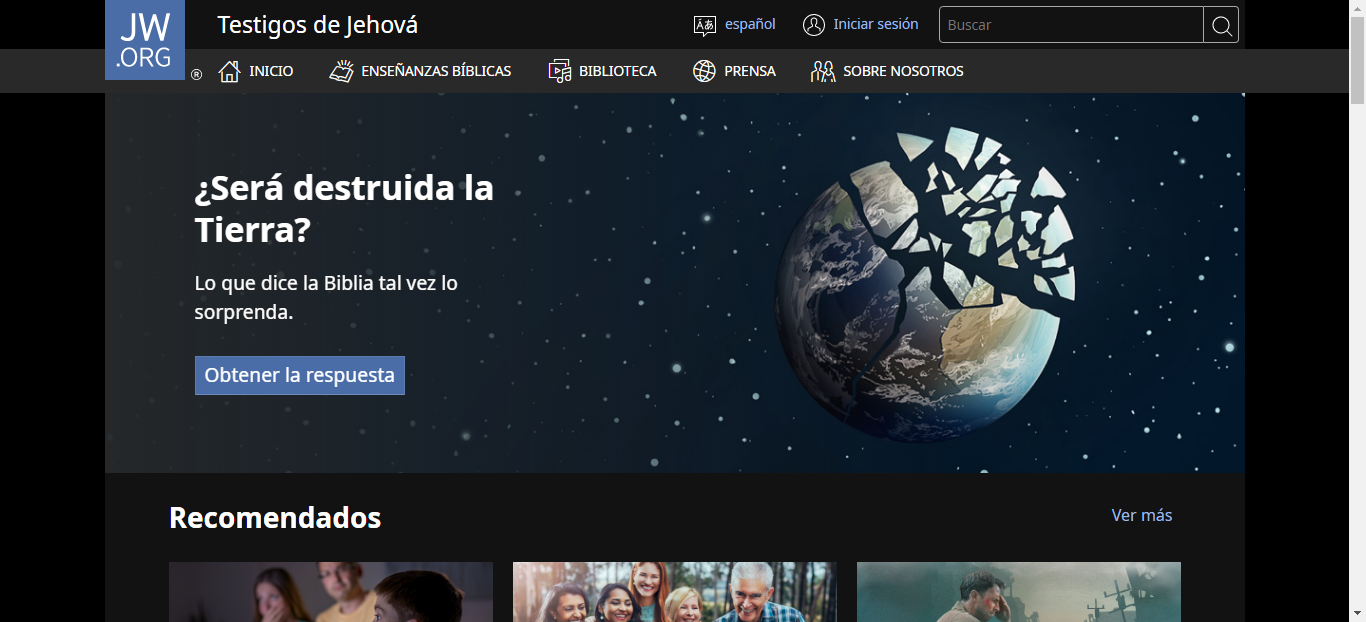 JW
.ORG
®
Testigos de Jehová
español
Iniciar sesión
Buscar
INICIO
ENSEÑANZAS BÍBLICAS
BIBLIOTECA
PRENSA
SOBRE NOSOTROS
¿Será destruida la
Tierra?
Lo que dice la Biblia tal vez lo
sorprenda.
Obtener la respuesta
Recomendados
Ver más